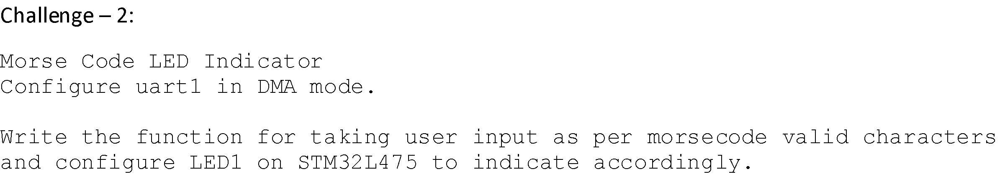 Challenge – 2:
Morse Code LED Indicator
Configure uart1 in DMA mode.
Write the function for taking user input as per morsecode valid characters
and configure LED1 on STM32L475 to indicate accordingly.